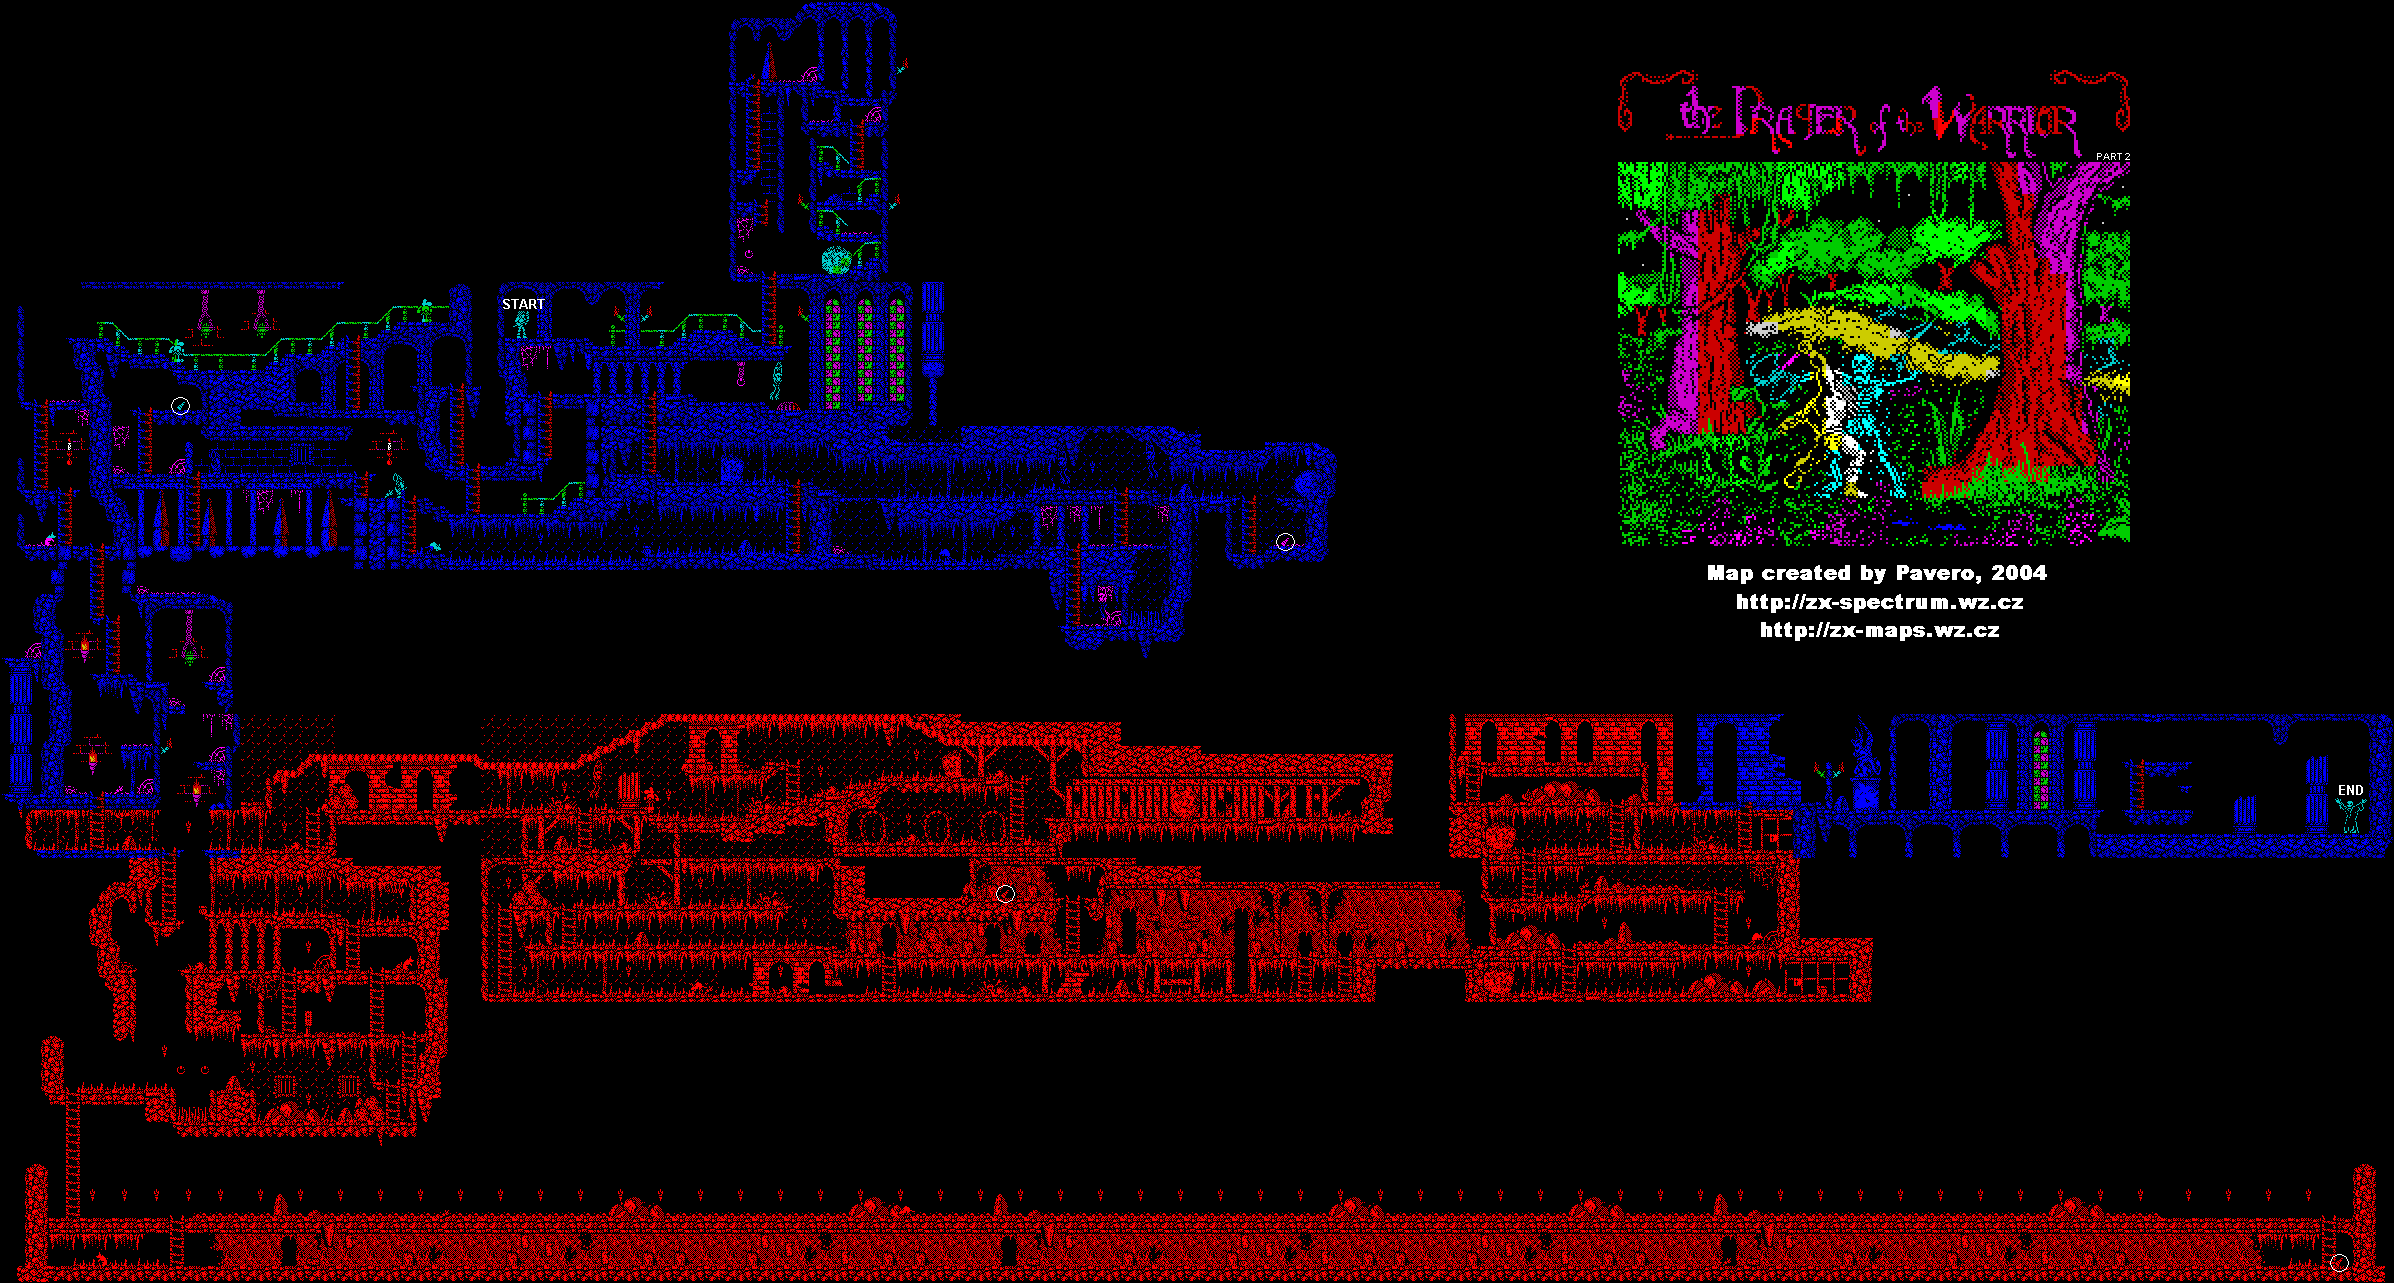 the PRAYER of the WARRIOR
PART 2
START
Map created by Pavero, 2004
http://zx-spectrum.wz.cz
http://zx-maps.wz.cz
END